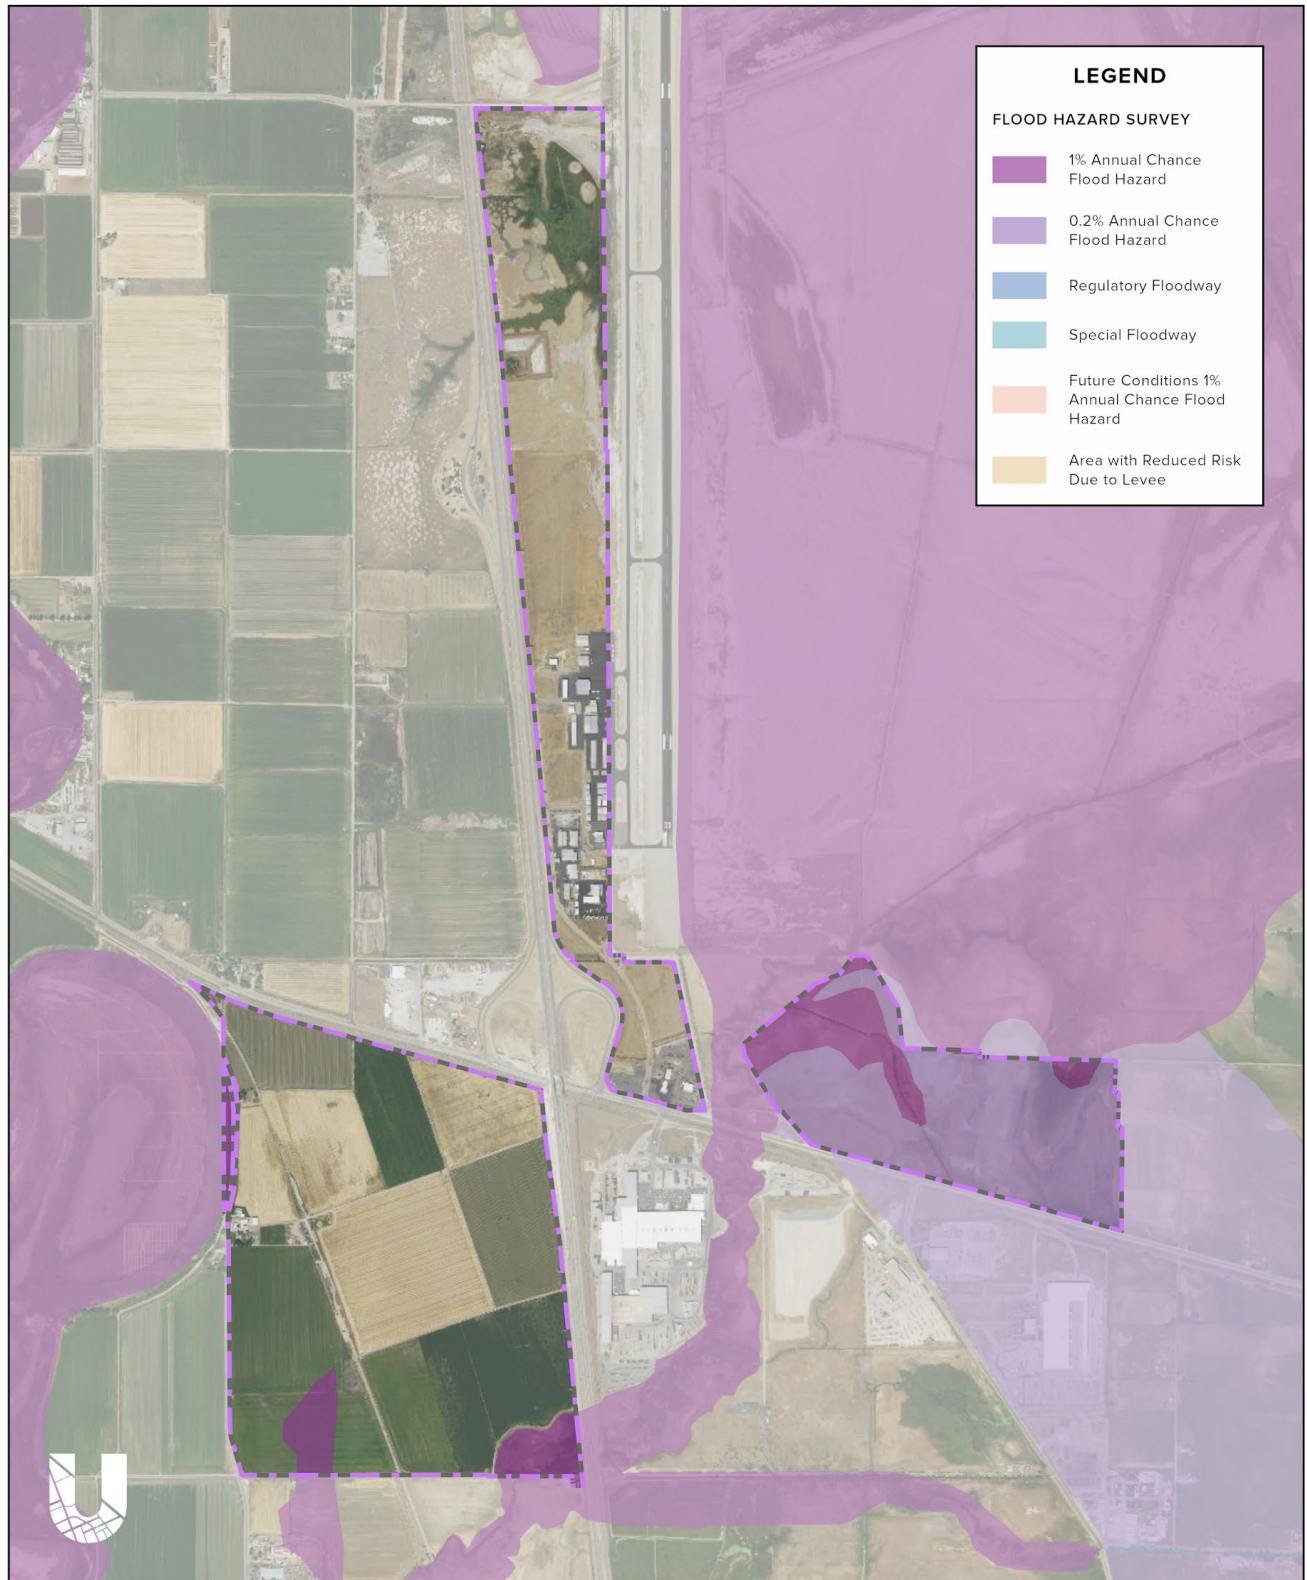 LEGEND
FLOOD HAZARD SURVEY
1% Annual Chance
Flood Hazard
0.2% Annual Chance
Flood Hazard
Regulatory Floodway
Special Floodway
Future Conditions 1%
Annual Chance Flood
Hazard
Area with Reduced Risk
Due to Levee